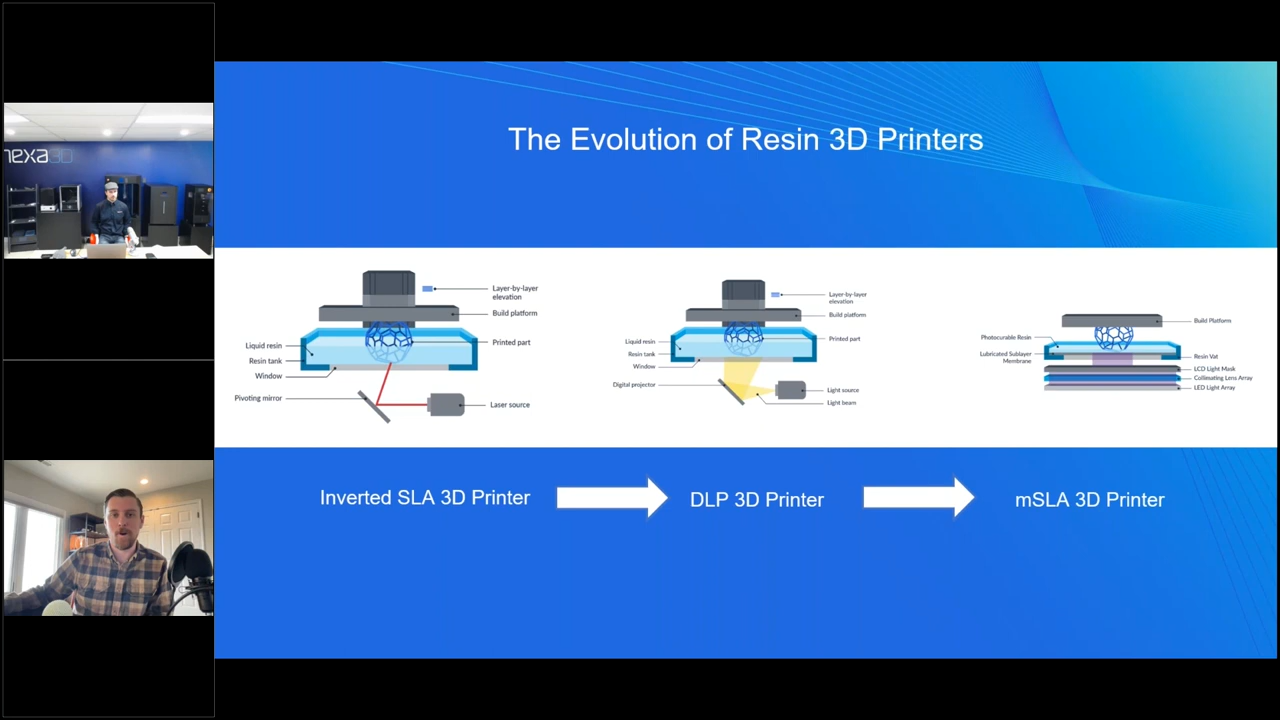 nexa3D
The Evolution of Resin 3D Printers
Layer-by-layer
elevation
Build platform
Printed part
Liquid resin
Resin tank
Window
Pivoting mirror
Laser source
Layer-by-layer
elevation
Build platform
Printed part
Liquid resin
Resin tank
Window
Digital projector
Light source
Light beam
Build Platform
Photocurable Resin
Lubricated Sublayer
Membrane
Resin Vat
LCD Light Mask
Collimating Lens Array
LED Light Array
Inverted SLA 3D Printer
DLP 3D Printer
mSLA 3D Printer